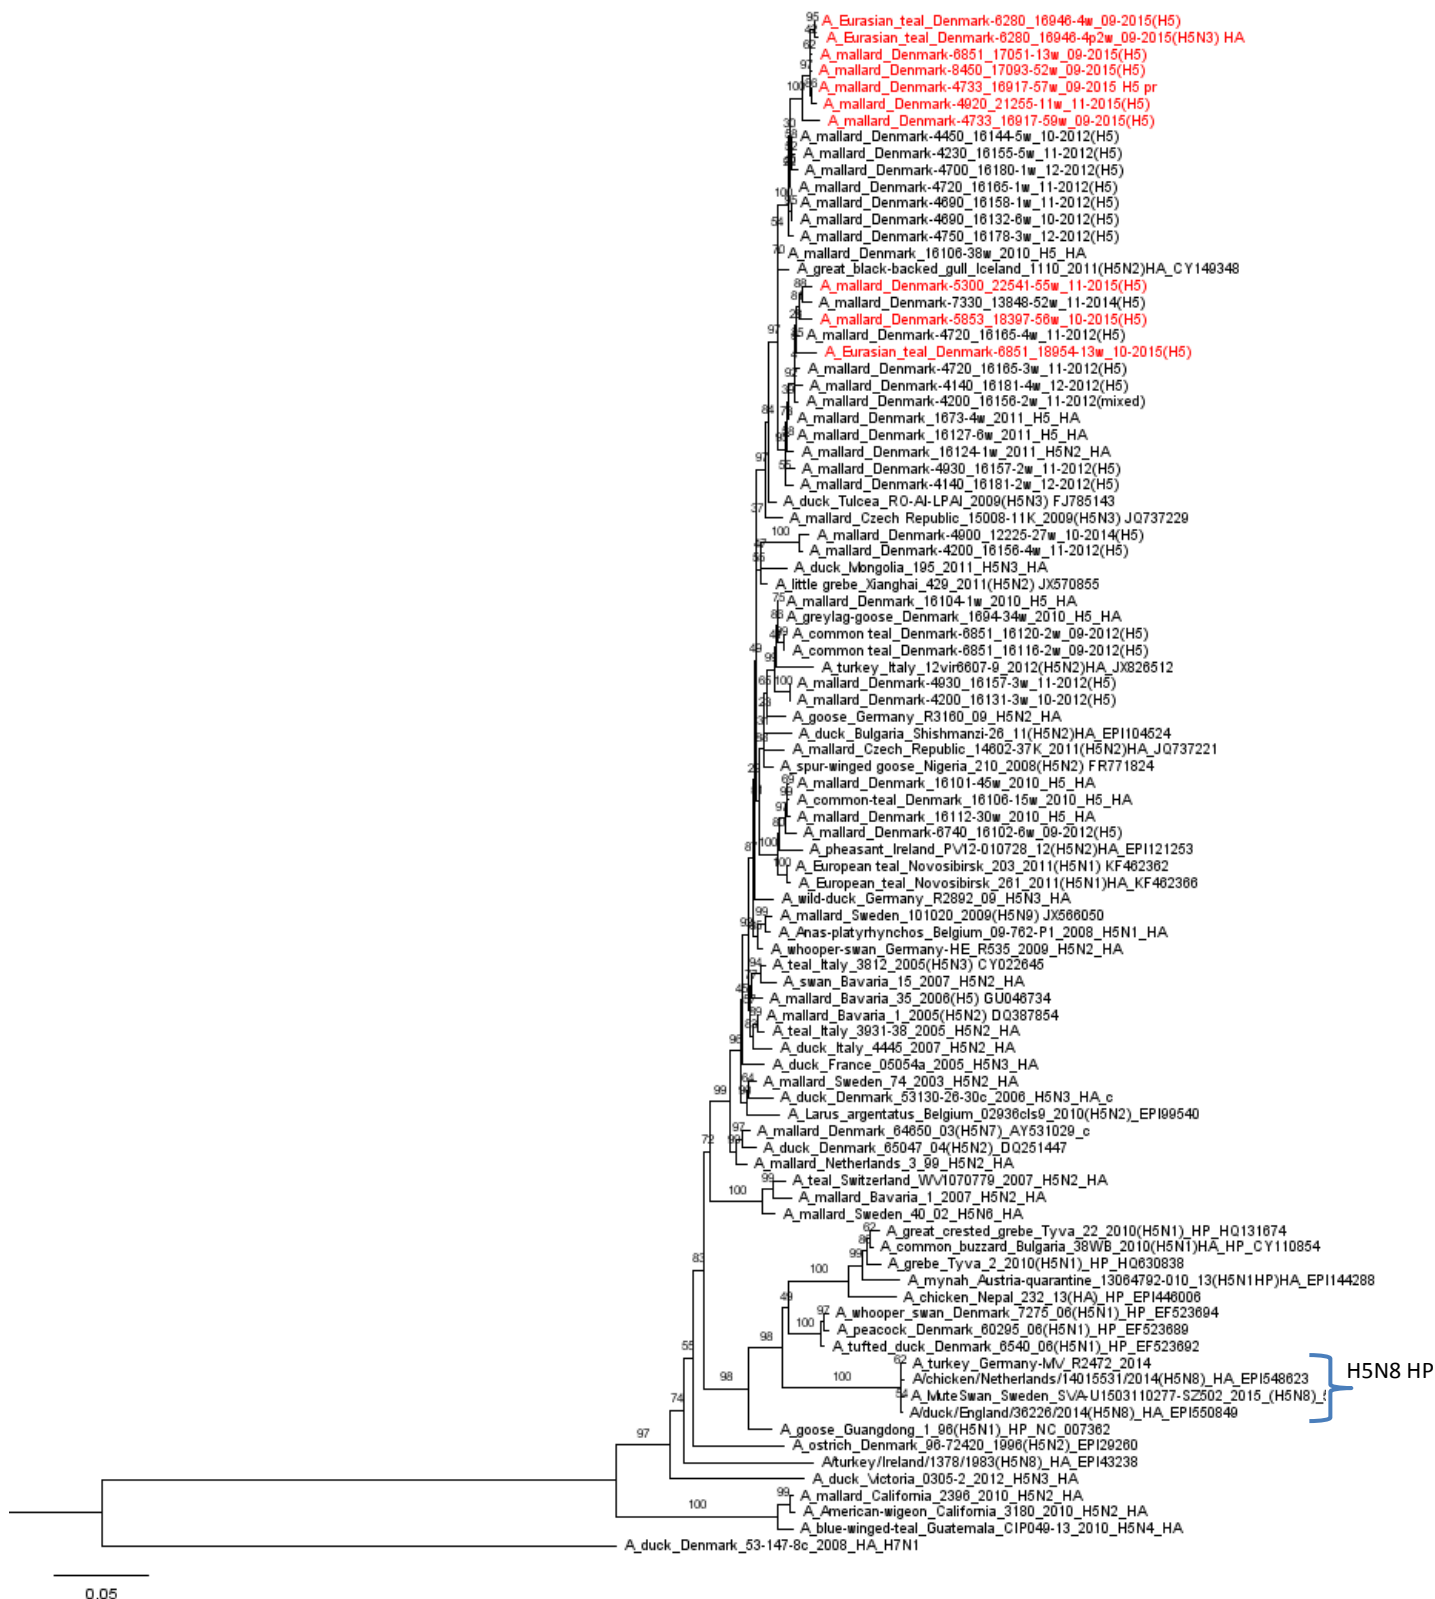 A_Eurasian_teal_Denmark-6280_16946-4w_09-2015(H5)
A_Eurasian_teal_Denmark-6280_16946-4p2w_09-2015(H5N3) HA
A_mallard_Denmark-6851_17051-13w_09-2015(H5)
A_mallard_Denmark-8450_17093-52w_09-2015(H5)
A_mallard_Denmark-4733_16917-57w_09-2015 H5 pr
A_mallard_Denmark-4920_21255-11w_11-2015(H5)
A_mallard_Denmark-4733_16917-59w_09-2015(H5)
A_mallard_Denmark-4450_16144-5w_10-2012(H5)
A_mallard_Denmark-4230_16155-5w_11-2012(H5)
A_mallard_Denmark-4700_16180-1w_12-2012(H5)
A_mallard_Denmark-4720_16165-1w_11-2012(H5)
A_mallard_Denmark-4690_16158-1w_11-2012(H5)
A_mallard_Denmark-4690_16132-6w_10-2012(H5)
A_mallard_Denmark-4750_16178-3w_12-2012(H5)
A_mallard_Denmark_16106-38w_2010_H5_HA
A_great_black-backed_gull_Iceland_1110_2011(H5N2)HA_CY149348
A_mallard_Denmark-5300_22541-55w_11-2015(H5)
A_mallard_Denmark-7330_13848-52w_11-2014(H5)
A_mallard_Denmark-5853_18397-56w_10-2015(H5)
A_mallard_Denmark-4720_16165-4w_11-2012(H5)
A_Eurasian_teal_Denmark-6851_18954-13w_10-2015(H5)
A_mallard_Denmark-4720_16165-3w_11-2012(H5)
A_mallard_Denmark-4140_16181-4w_12-2012(H5)
A_mallard_Denmark-4200_16156-2w_11-2012(mixed)
A_mallard_Denmark_1673-4w_2011_H5_HA
A_mallard_Denmark_16127-6w_2011_H5_HA
A_mallard_Denmark_16124-1w_2011_H5N2_HA
A_mallard_Denmark-4930_16157-2w_11-2012(H5)
A_mallard_Denmark-4140_16181-2w_12-2012(H5)
A_duck_Tulcea_RO-AI-LPAI_2009(H5N3) FJ785143
A_mallard_Czech Republic_15008-11K_2009(H5N3) JQ737229
100 A_mallard_Denmark-4900_12225-27w_10-2014(H5)
A_mallard_Denmark-4200_16156-4w_11-2012(H5)
A_duck_Mongolia_195_2011_H5N3_HA
A_little grebe_Xianghai_429_2011(H5N2) JX570855
A_mallard_Denmark_16104-1w_2010_H5_HA
A_greylag-goose_Denmark_1694-34w_2010_H5_HA
A_common teal_Denmark-6851_16120-2w_09-2012(H5)
A_common teal_Denmark-6851_16116-2w_09-2012(H5)
A_turkey_Italy_12vir6607-9_2012(H5N2)HA_JX826512
A_mallard_Denmark-4930_16157-3w_11-2012(H5)
A_mallard_Denmark-4200_16131-3w_10-2012(H5)
A_goose_Germany_R3160_09_H5N2_HA
A_duck_Bulgaria_Shishmanzi-26_11(H5N2)HA_EPI104524
A_mallard_Czech_Republic_14602-37K_2011(H5N2)HA_JQ737221
A_spur-winged goose_Nigeria_210_2008(H5N2) FR771824
A_mallard_Denmark_16101-45w_2010_H5_HA
A_common-teal_Denmark_16106-15w_2010_H5_HA
A_mallard_Denmark_16112-30w_2010_H5_HA
A_mallard_Denmark-6740_16102-6w_09-2012(H5)
A_pheasant_Ireland_PV12-010728_12(H5N2)HA_EPI121253
A_European teal_Novosibirsk_203_2011(H5N1) KF462362
A_European_teal_Novosibirsk_261_2011(H5N1)HA_KF462366
A_wild-duck_Germany_R2892_09_H5N3_HA
A_mallard_Sweden_101020_2009(H5N9) JX566050
A_Anas-platyrhynchos_Belgium_09-762-P1_2008_H5N1_HA
A_whooper-swan_Germany-HE_R535_2009_H5N2_HA
A_teal_Italy_3812_2005(H5N3) CY022645
A_swan_Bavaria_15_2007_H5N2_HA
A_mallard_Bavaria_35_2006(H5) GU046734
A_mallard_Bavaria_1_2005(H5N2) DQ387854
A_teal_Italy_3931-38_2005_H5N2_HA
A_duck_Italy_4445_2007_H5N2_HA
A_duck_France_05054a_2005_H5N3_HA
A_mallard_Sweden_74_2003_H5N2_HA
A_duck_Denmark_53130-26-30c_2006_H5N3_HA_c
A_Larus_argentatus_Belgium_02936cls9_2010(H5N2)_EPI99540
A_mallard_Denmark_64650_03(H5N7)_AY531029_c
A_duck_Denmark_65047_04(H5N2)_DQ251447
A_mallard_Netherlands_3_99_H5N2_HA
A_teal_Switzerland_WV1070779_2007_H5N2_HA
100 A_mallard_Bavaria_1_2007_H5N2_HA
A_mallard_Sweden_40_02_H5N6_HA
A_great_crested_grebe_Tyva_22_2010(H5N1)_HP_HQ131674
A_common_buzzard_Bulgaria_38WB_2010(H5N1)HA_HP_CY110854
A_grebe_Tyva_2_2010(H5N1)_HP_HQ630838
A_mynah_Austria-quarantine_13064792-010_13(H5N1HP)HA_EPI144288
A_chicken_Nepal_232_13(HA)_HP_EPI446006
A_whooper_swan_Denmark_7275_06(H5N1)_HP_EF523694
A_peacock_Denmark_60295_06(H5N1)_HP_EF523689
A_tufted_duck_Denmark_6540_06(H5N1)_HP_EF523692
A_turkey_Germany-MV_R2472_2014
A/chicken/Netherlands/14015531/2014(H5N8)_HA_EPI548623
H5N8 HP
A_MuteSwan_Sweden_SVA-U1503110277-SZ502_2015_(H5N8)
A/duck/England/36226/2014(H5N8)_HA_EPI550849
A_goose_Guangdong_1_96(H5N1)_HP_NC_007362
A_ostrich_Denmark_96-72420_1996(H5N2)_EPI29260
A/turkey/Ireland/1378/1983(H5N8)_HA_EPI43238
A_duck_Victoria_0305-2_2012_H5N3_HA
A_mallard_California_2396_2010_H5N2_HA
100 A_American-wigeon_California_3180_2010_H5N2_HA
A_blue-winged-teal_Guatemala_CIP049-13_2010_H5N4_HA
A_duck_Denmark_53-147-8c_2008_HA_H7N1
0.05